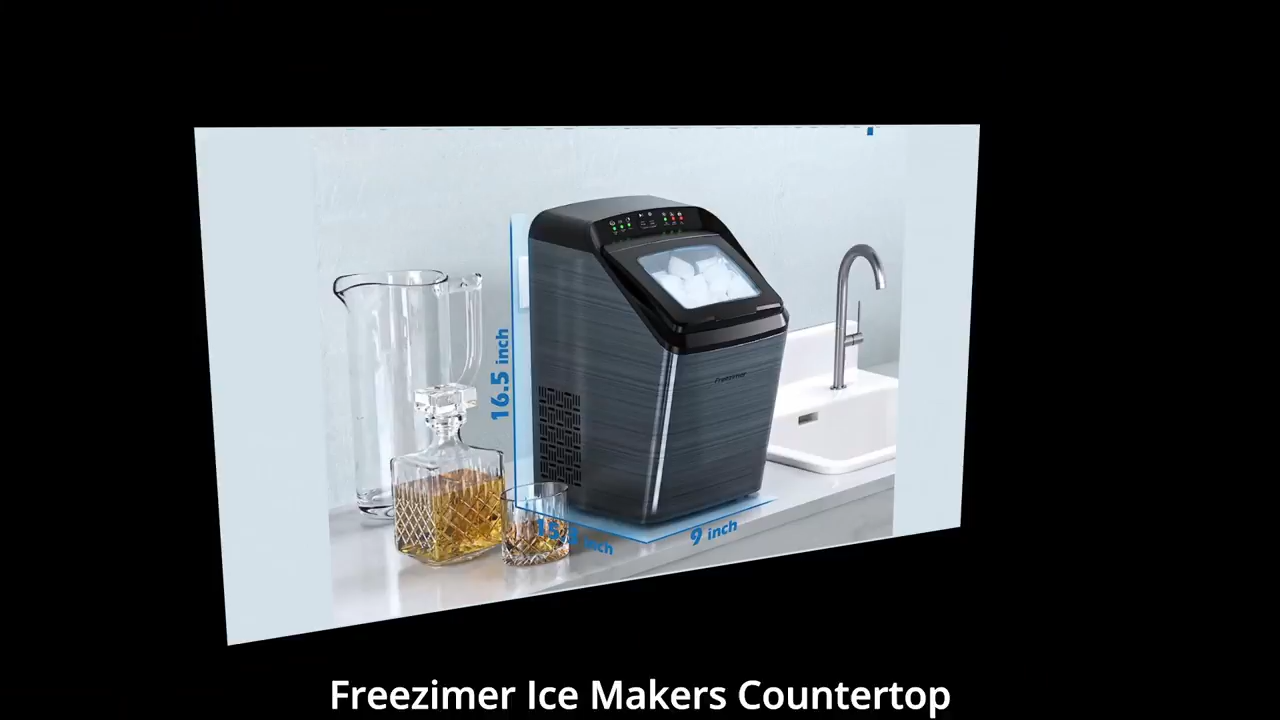 16.5 inch
Freezimer
inch
9 inch
Freezimer Ice Makers Countertop